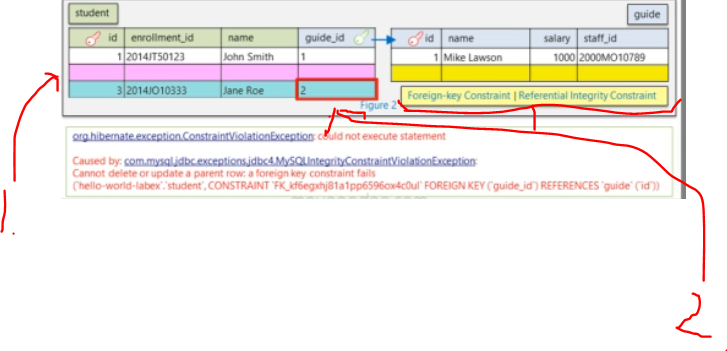 student
guide
id enrollment_id name guide_id
id name salary staff_id
1 2014JT50123 John Smith 1
1 Mike Lawson 1000 2000MO10789
3 2014JO10333 Jane Roe 2
Foreign-key Constraint | Referential Integrity Constraint
Figure 2
org.hibernate.exception.ConstraintViolationException: could not execute statement
Caused by: com.mysql.jdbc.exceptions.jdbc4.MySQLIntegrityConstraintViolationException:
Cannot delete or update a parent row: a foreign key constraint fails
(`hello-world-labex`.`student`, CONSTRAINT `FK_kf6egxhj81a1pp6596ox4c0ul` FOREIGN KEY (`guide_id`) REFERENCES `guide` (`id`))
1.
2